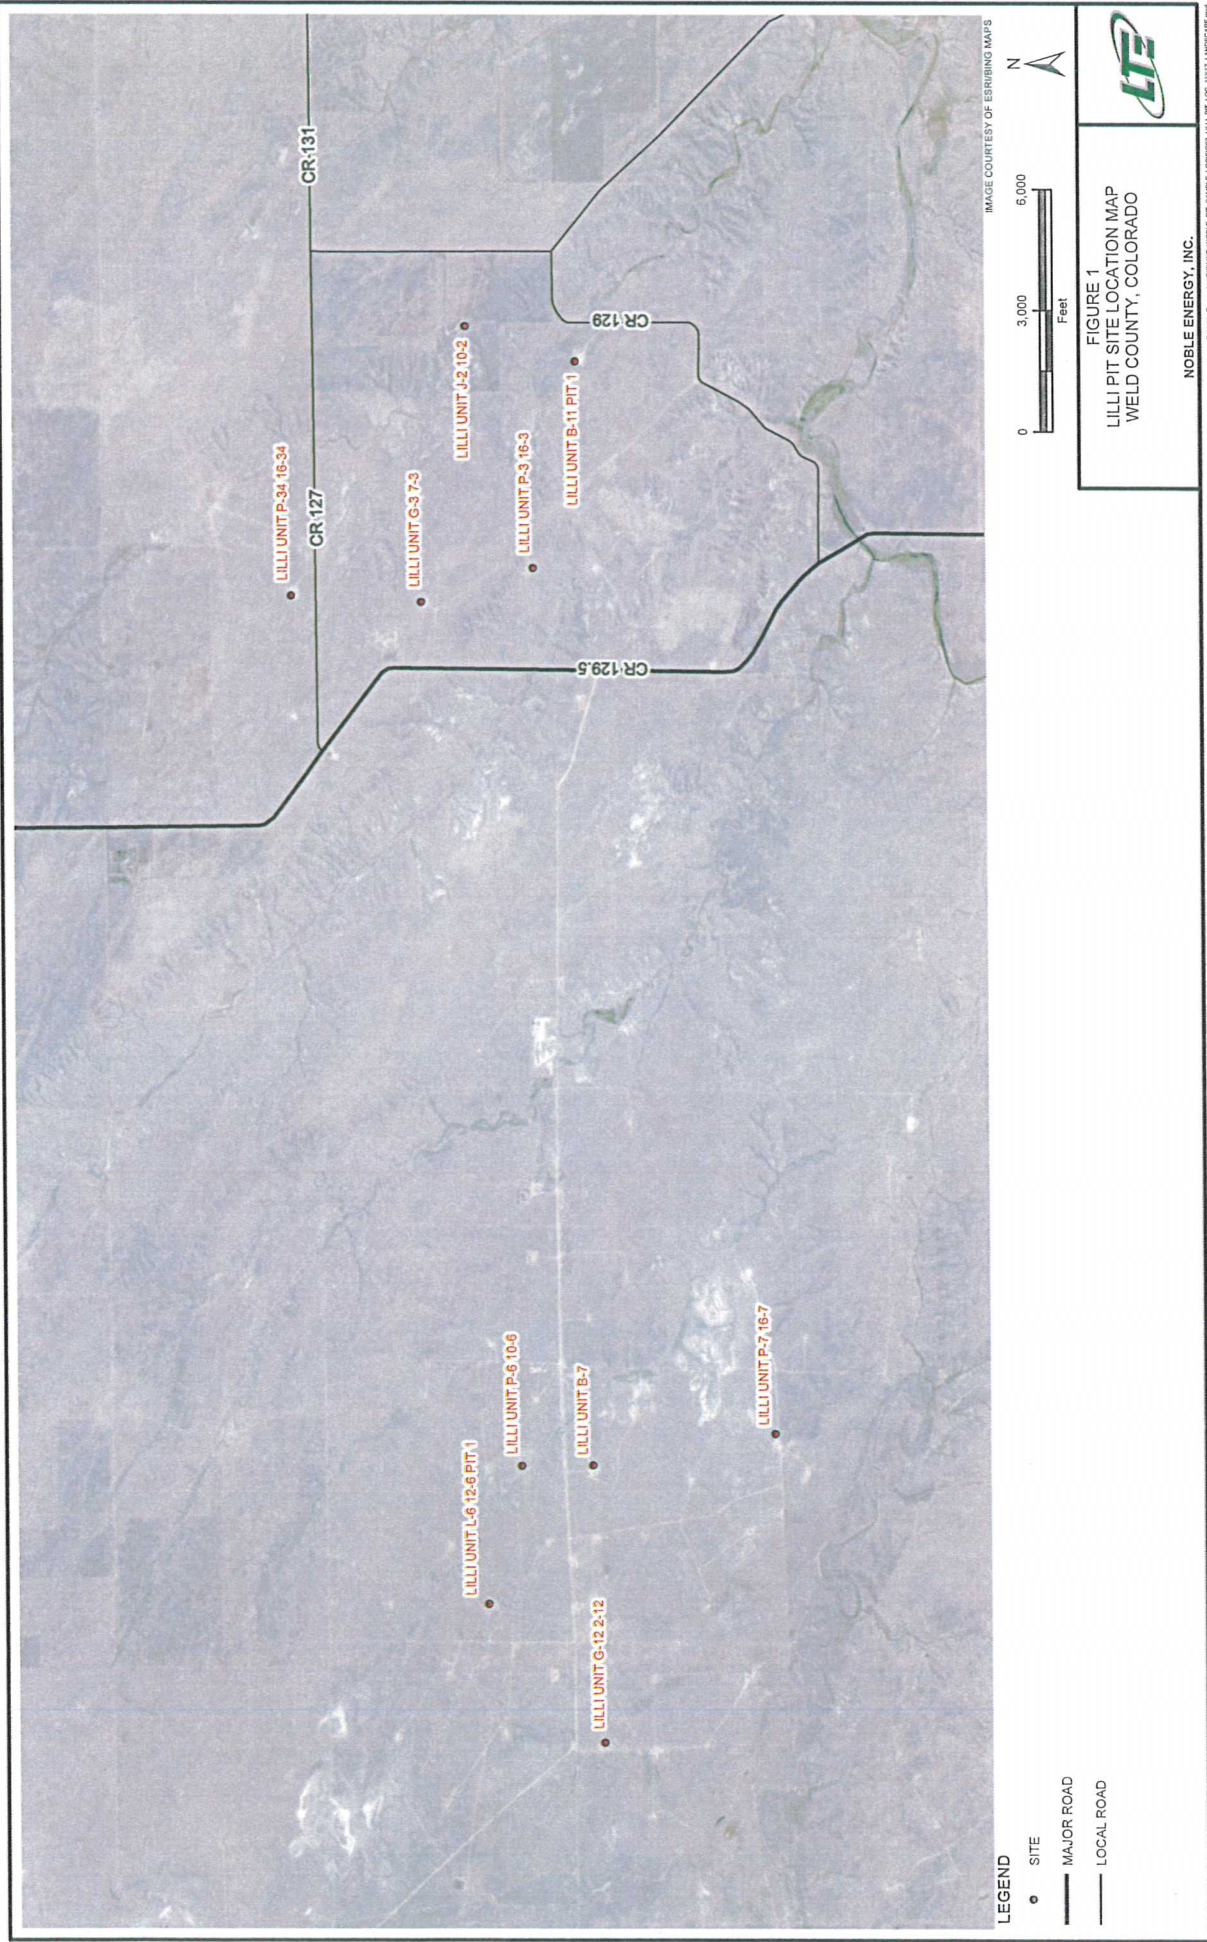 CR 131
LILLI UNIT P-34 16-34
CR 127
LILLI UNIT G-3 7-3
LILLI UNIT J-2 10-2
LILLI UNIT P-3 16-3
LILLI UNIT B-11 PIT 1
CR 129
CR 129.5
LILLI UNIT L-6 12-6 PIT 1
LILLI UNIT P-6 10-6
LILLI UNIT B-7
LILLI UNIT G-12 2-12
LILLI UNIT P-7 16-7
IMAGE COURTESY OF ESRI/BING MAPS
LEGEND
SITE
MAJOR ROAD
LOCAL ROAD
N
0 3,000 6,000
Feet
FIGURE 1
LILLI PIT SITE LOCATION MAP
WELD COUNTY, COLORADO
NOBLE ENERGY, INC.
LTE